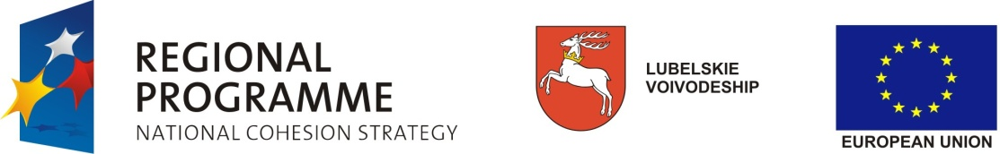 REGIONAL
PROGRAMME
NATIONAL COHESION STRATEGY
LUBELSKIE
VOIVODESHIP
EUROPEAN UNION